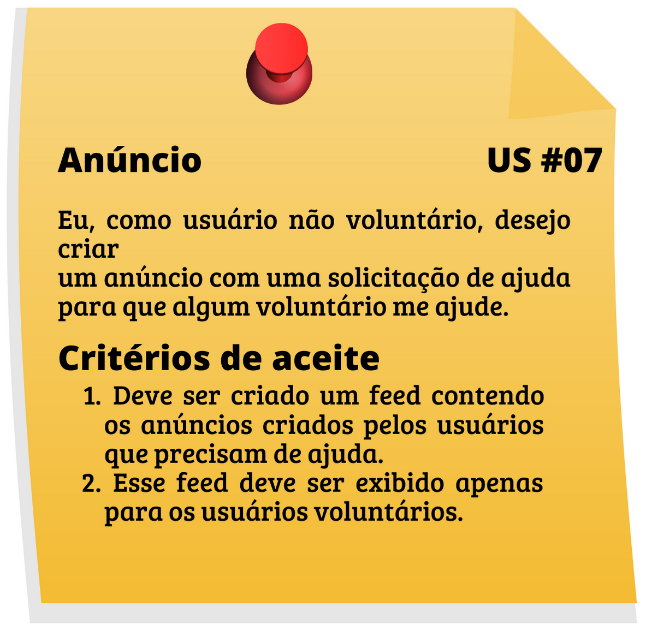 Anúncio US #07
Eu, como usuário não voluntário, desejo
criar
um anúncio com uma solicitação de ajuda
para que algum voluntário me ajude.
Critérios de aceite
1. Deve ser criado um feed contendo
os anúncios criados pelos usuários
que precisam de ajuda.
2. Esse feed deve ser exibido apenas
para os usuários voluntários.